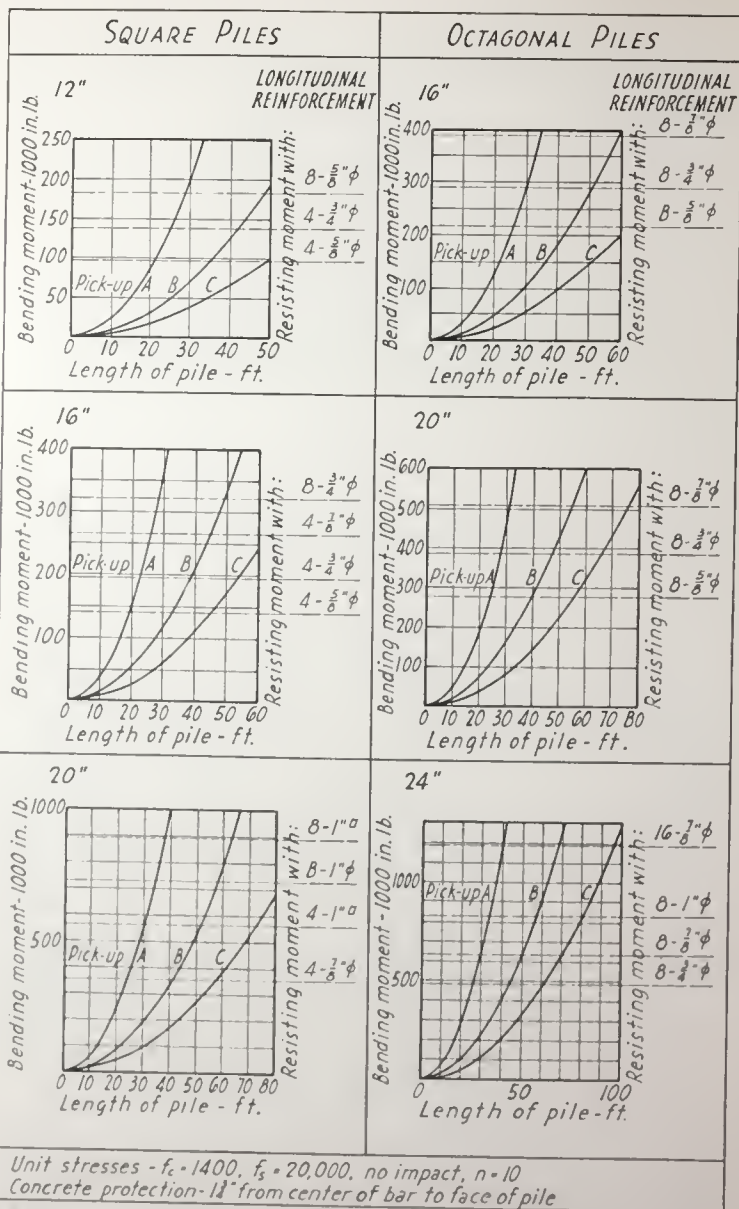 SQUARE PILES
OCTAGONAL PILES
12"
LONGITUDINAL
REINFORCEMENT
Bending moment-1000 in.lb.
250
200
150
100
50
Pick-up A B C
0 10 20 30 40 50
Length of pile - ft.
Resisting moment with:
8-5/8"ϕ
4-3/4"ϕ
4-5/8"ϕ
16"
LONGITUDINAL
REINFORCEMENT
Bending moment-1000 in.lb.
400
300
200
100
Pick-up A B C
0 10 20 30 40 50 60
Length of pile - ft.
Resisting moment with:
8-7/8"ϕ
8-3/4"ϕ
8-5/8"ϕ
16"
Bending moment-1000 in.lb.
400
300
200
100
Pick-up A B C
0 10 20 30 40 50 60
Length of pile - ft.
Resisting moment with:
8-3/4"ϕ
4-7/8"ϕ
4-3/4"ϕ
4-5/8"ϕ
20"
Bending moment-1000 in.lb.
600
500
400
300
200
100
Pick-up A B C
0 10 20 30 40 50 60 70 80
Length of pile - ft.
Resisting moment with:
8-7/8"ϕ
8-3/4"ϕ
8-5/8"ϕ
20"
Bending moment-1000 in.lb.
1000
500
Pick-up A B C
0 10 20 30 40 50 60 70 80
Length of pile - ft.
Resisting moment with:
8-1"□
8-1"ϕ
4-1"□
4-7/8"ϕ
24"
Bending moment-1000 in.lb.
1000
500
Pick-up A B C
0 50 100
Length of pile - ft.
Resisting moment with:
16-7/8"ϕ
8-1"ϕ
8-7/8"ϕ
8-3/4"ϕ
Unit stresses - fc = 1400, fs = 20,000, no impact, n = 10
Concrete protection- from center of bar to face of pile